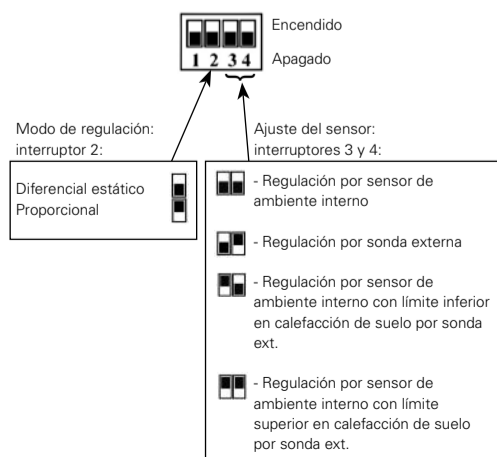 Encendido
1 2 3 4
Apagado
Modo de regulación:
interruptor 2:
Diferencial estático
Proporcional
Ajuste del sensor:
interruptores 3 y 4:
- Regulación por sensor de
ambiente interno
- Regulación por sonda externa
- Regulación por sensor de
ambiente interno con límite inferior
en calefacción de suelo por sonda
ext.
- Regulación por sensor de
ambiente interno con límite
superior en calefacción de suelo
por sonda ext.